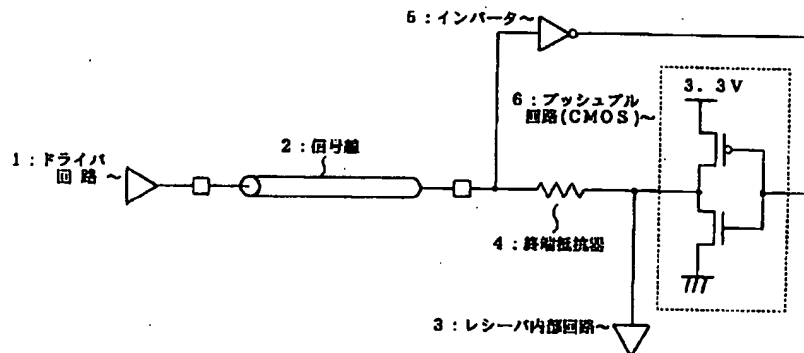 5:インバータ
3.3V
6:プッシュプル
回路(CMOS)
2:信号線
1:ドライバ
回路
4:終端抵抗器
3:レシーバ内部回路